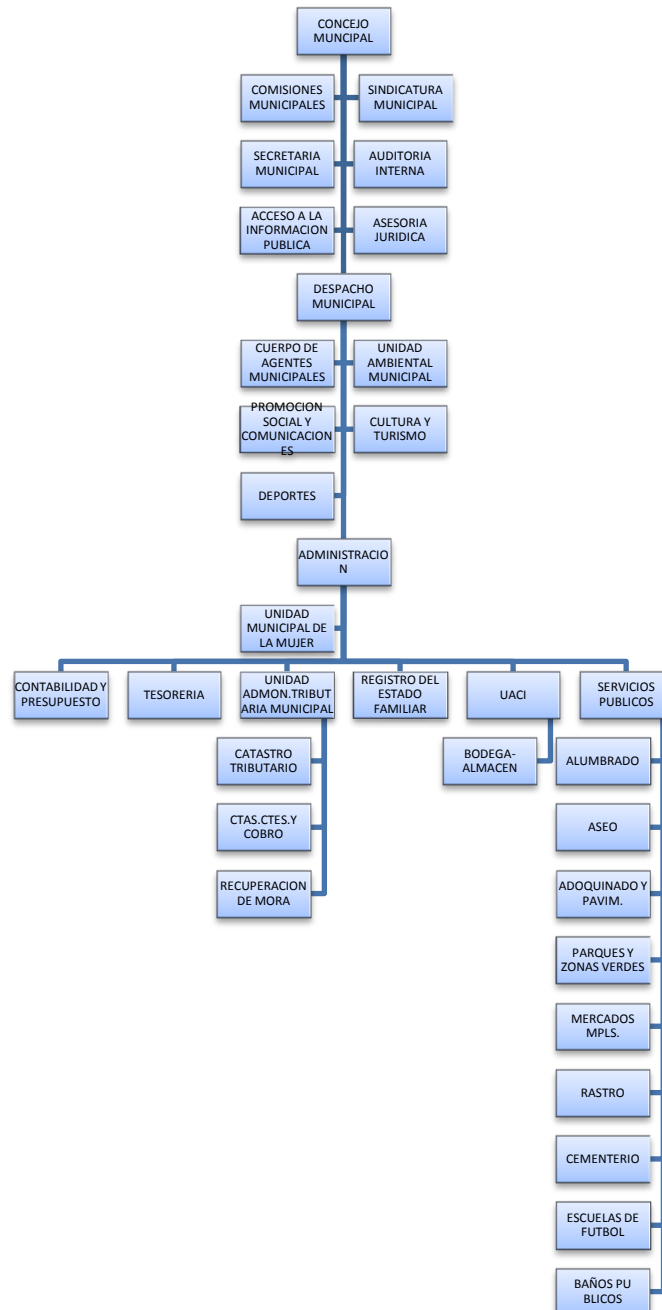 CONCEJO
MUNCIPAL
COMISIONES
MUNICIPALES
SINDICATURA
MUNICIPAL
SECRETARIA
MUNICIPAL
AUDITORIA
INTERNA
ACCESO A LA
INFORMACION
PUBLICA
ASESORIA
JURIDICA
DESPACHO
MUNICIPAL
CUERPO DE
AGENTES
MUNICIPALES
UNIDAD
AMBIENTAL
MUNICIPAL
PROMOCION
SOCIAL Y
COMUNICACION
ES
CULTURA Y
TURISMO
DEPORTES
ADMINISTRACIO
N
UNIDAD
MUNICIPAL DE
LA MUJER
CONTABILIDAD Y
PRESUPUESTO
TESORERIA
UNIDAD
ADMON.TRIBUT
ARIA MUNICIPAL
REGISTRO DEL
ESTADO
FAMILIAR
UACI
SERVICIOS
PUBLICOS
CATASTRO
TRIBUTARIO
CTAS.CTES.Y
COBRO
RECUPERACION
DE MORA
BODEGA-
ALMACEN
ALUMBRADO
ASEO
ADOQUINADO Y
PAVIM.
PARQUES Y
ZONAS VERDES
MERCADOS
MPLS.
RASTRO
CEMENTERIO
ESCUELAS DE
FUTBOL
BAÑOS PU
BLICOS